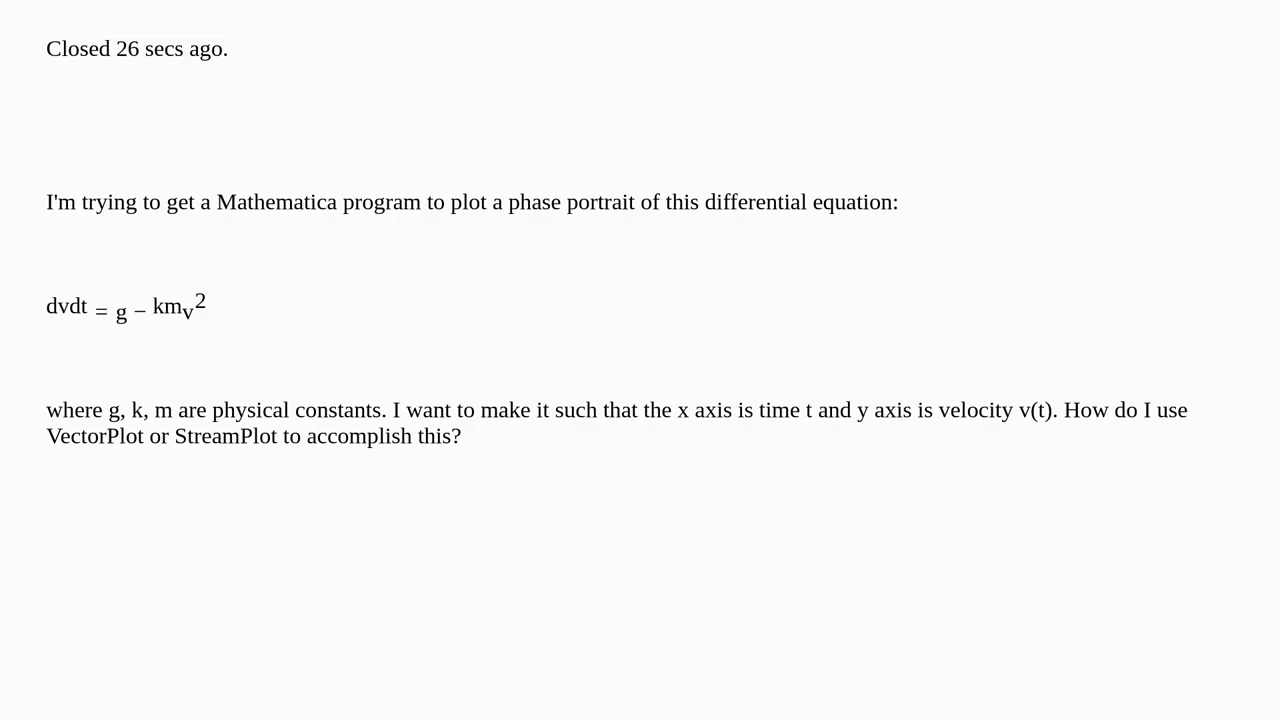 Closed 26 secs ago.
I'm trying to get a Mathematica program to plot a phase portrait of this differential equation:
dvdt = g − kmv2
where g, k, m are physical constants. I want to make it such that the x axis is time t and y axis is velocity v(t). How do I use
VectorPlot or StreamPlot to accomplish this?